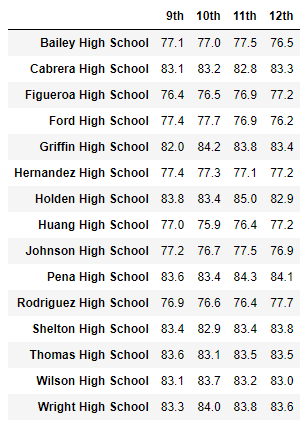 9th 10th 11th 12th
Bailey High School 77.1 77.0 77.5 76.5
Cabrera High School 83.1 83.2 82.8 83.3
Figueroa High School 76.4 76.5 76.9 77.2
Ford High School 77.4 77.7 76.9 76.2
Griffin High School 82.0 84.2 83.8 83.4
Hernandez High School 77.4 77.3 77.1 77.2
Holden High School 83.8 83.4 85.0 82.9
Huang High School 77.0 75.9 76.4 77.2
Johnson High School 77.2 76.7 77.5 76.9
Pena High School 83.6 83.4 84.3 84.1
Rodriguez High School 76.9 76.6 76.4 77.7
Shelton High School 83.4 82.9 83.4 83.8
Thomas High School 83.6 83.1 83.5 83.5
Wilson High School 83.1 83.7 83.2 83.0
Wright High School 83.3 84.0 83.8 83.6